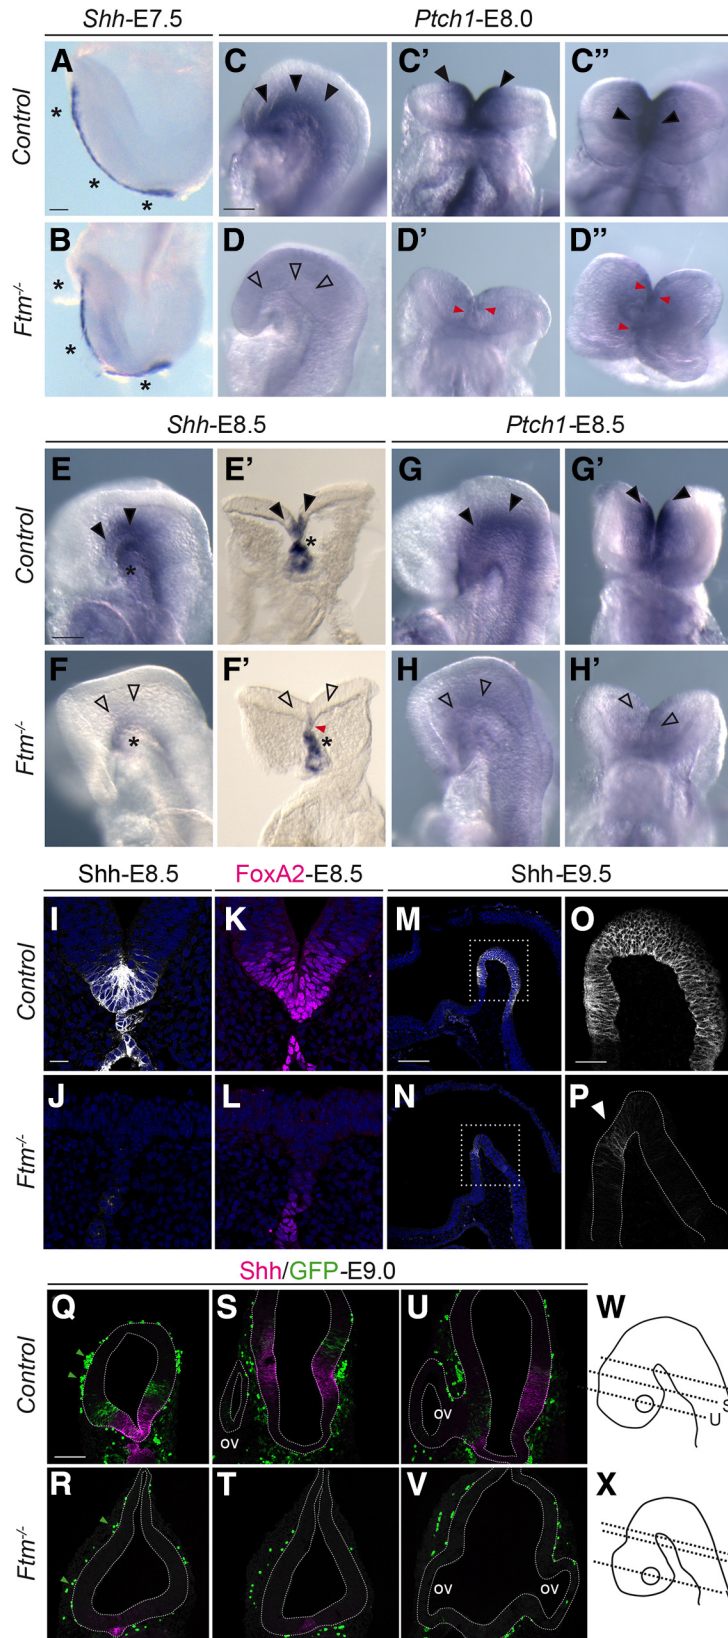 Shh-E7.5 Ptch1-E8.0
Control A C C' C"
* * *
Ftm-/- B D D' D"
* * *
Shh-E8.5 Ptch1-E8.5
Control E E' G G'
* *
Ftm-/- F F' H H'
* *
Shh-E8.5 FoxA2-E8.5 Shh-E9.5
Control I K M O
Ftm-/- J L N P
Shh/GFP-E9.0
Control Q S U W
S
U
ov ov
Ftm-/- R T V X
ov ov